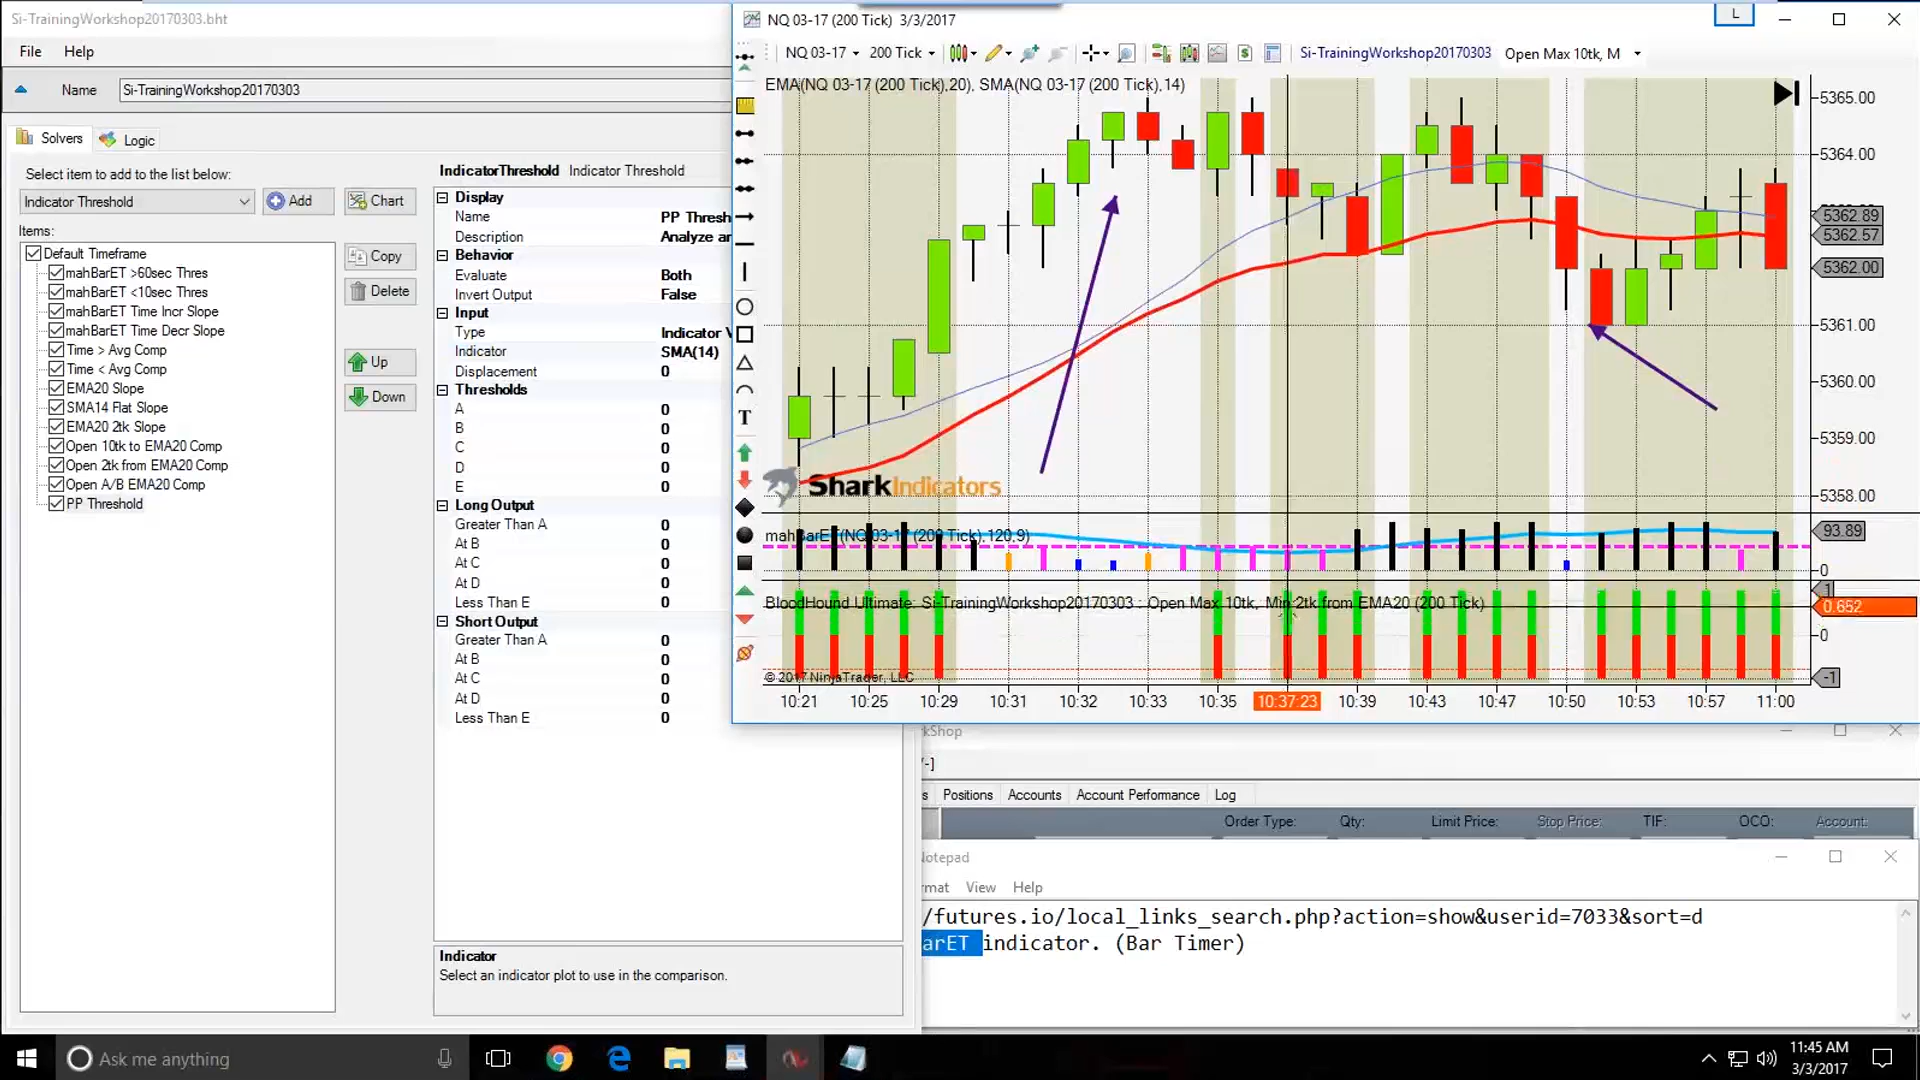 Si-TrainingWorkshop20170303.bht
File Help
Name Si-TrainingWorkshop20170303
Solvers Logic
Select item to add to the list below:
Indicator Threshold Add Chart
Items:
Default Timeframe
mahBarET >60sec Thres
mahBarET <10sec Thres
mahBarET Time Incr Slope
mahBarET Time Decr Slope
Time > Avg Comp
Time < Avg Comp
EMA20 Slope
SMA14 Flat Slope
EMA20 2tk Slope
Open 10tk to EMA20 Comp
Open 2tk from EMA20 Comp
Open A/B EMA20 Comp
PP Threshold
Copy
Delete
Up
Down
IndicatorThreshold Indicator Threshold
Display
Name PP Thresh
Description Analyze ar
Behavior
Evaluate Both
Invert Output False
Input
Type Indicator V
Indicator SMA(14)
Displacement 0
Thresholds
A 0
B 0
C 0
D 0
E 0
Long Output
Greater Than A 0
At B 0
At C 0
At D 0
Less Than E 0
Short Output
Greater Than A 0
At B 0
At C 0
At D 0
Less Than E 0
Indicator
Select an indicator plot to use in the comparison.
NQ 03-17 (200 Tick) 3/3/2017
L
NQ 03-17 200 Tick Si-TrainingWorkshop20170303 Open Max 10tk, M
EMA(NQ 03-17 (200 Tick),20), SMA(NQ 03-17 (200 Tick),14)
5365.00
5364.00
5362.89
5362.57
5362.00
5361.00
5360.00
5359.00
5358.00
T
SharkIndicators
mahBarET(NQ 03-17 (200 Tick),120,9)
93.89
0
BloodHound Ultimate: Si-TrainingWorkshop20170303 : Open Max 10tk, Min 2tk from EMA20 (200 Tick)
1
0.652
0
-1
© 2017 NinjaTrader, LLC
10:21 10:25 10:29 10:31 10:32 10:33 10:35 10:37:23 10:39 10:43 10:47 10:50 10:53 10:57 11:00
kShop
-]
s Positions Accounts Account Performance Log
Order Type: Qty: Limit Price: Stop Price: TIF: OCO: Account:
Notepad
rmat View Help
/futures.io/local_links_search.php?action=show&userid=7033&sort=d
arET indicator. (Bar Timer)
Ask me anything
11:45 AM
3/3/2017